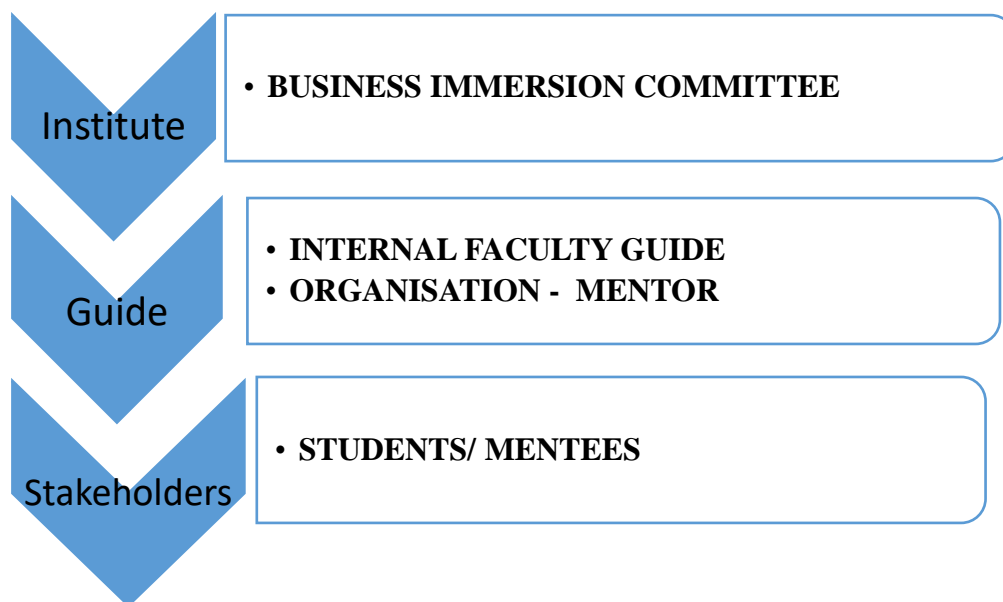 Institute
• BUSINESS IMMERSION COMMITTEE
Guide
• INTERNAL FACULTY GUIDE
• ORGANISATION - MENTOR
Stakeholders
• STUDENTS/ MENTEES